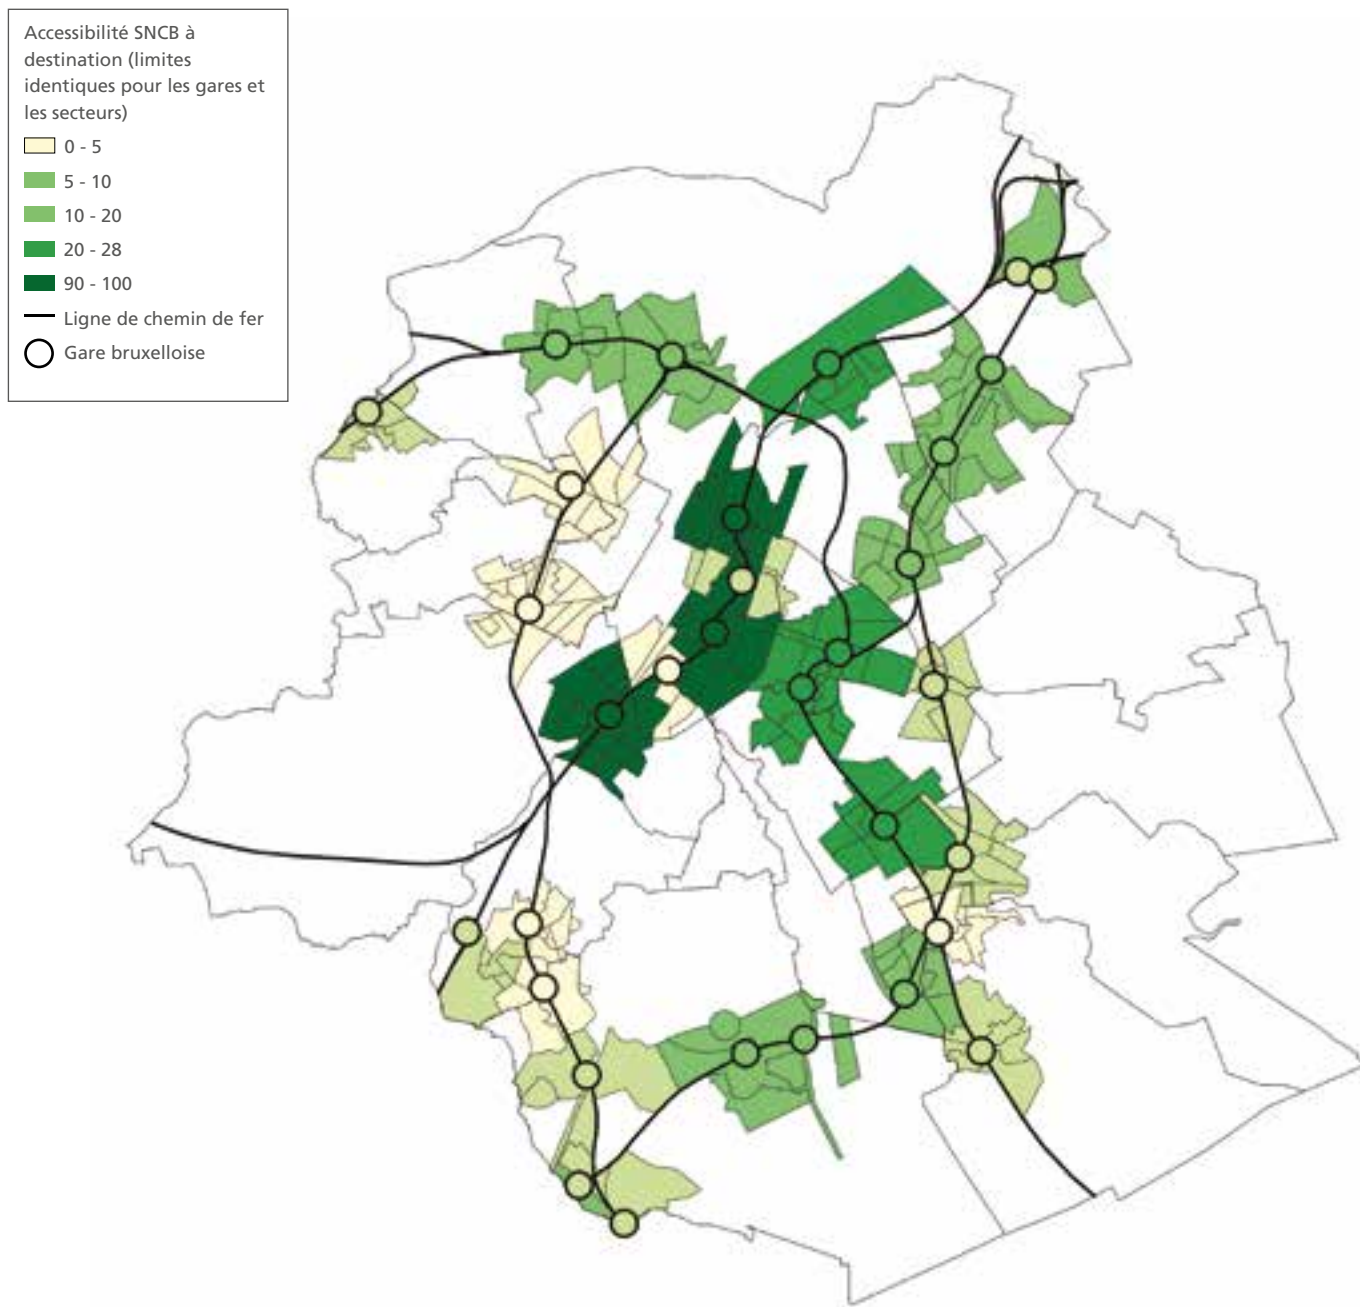 Accessibilité SNCB à
destination (limites
identiques pour les gares et
les secteurs)
0 - 5
5 - 10
10 - 20
20 - 28
90 - 100
Ligne de chemin de fer
Gare bruxelloise